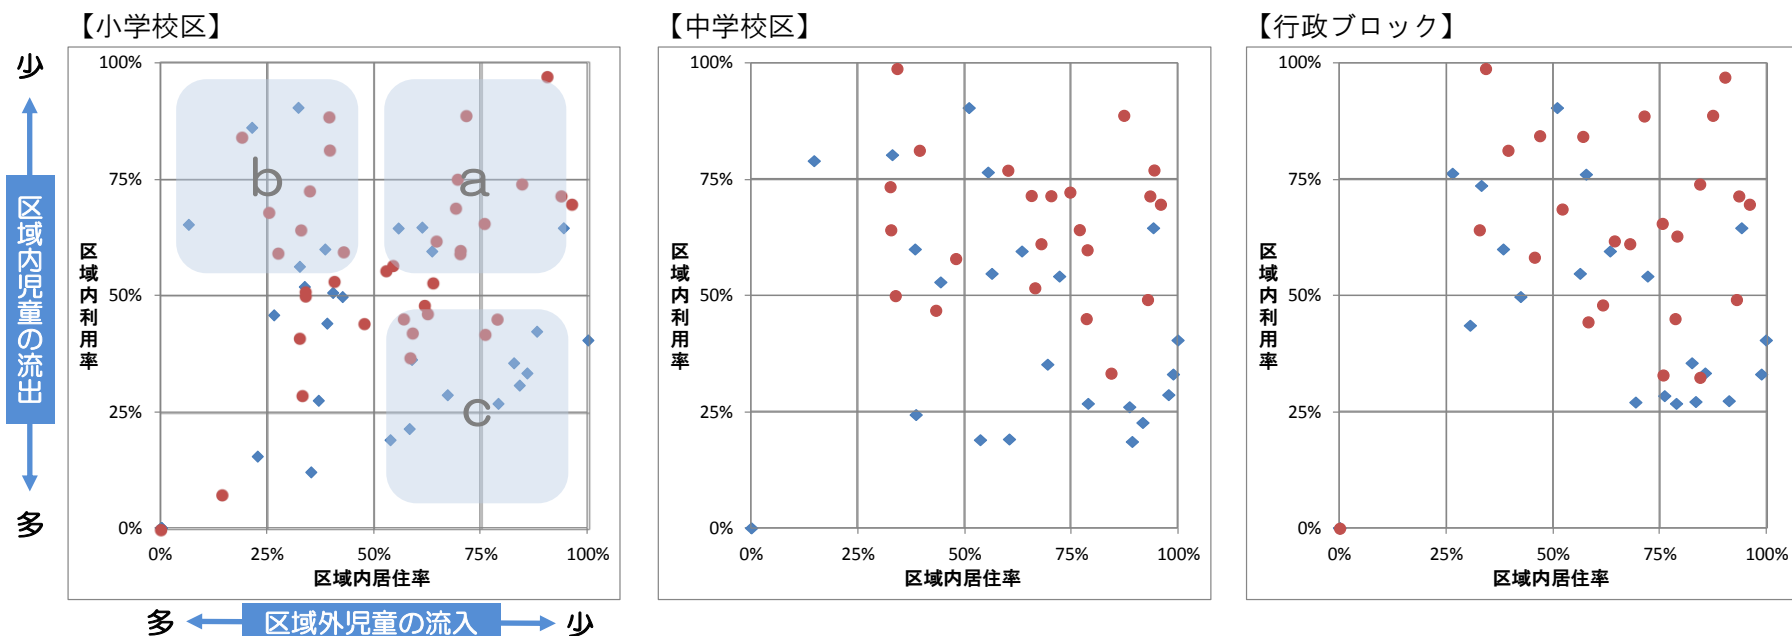 【小学校区】
【中学校区】
【行政ブロック】
少
区域内児童の流出
多
100%
75%
50%
25%
0%
区域内利用率
b
a
c
0%
25%
50%
75%
100%
区域内居住率
多
区域外児童の流入
少
100%
75%
50%
25%
0%
区域内利用率
0%
25%
50%
75%
100%
区域内居住率
100%
75%
50%
25%
0%
区域内利用率
0%
25%
50%
75%
100%
区域内居住率